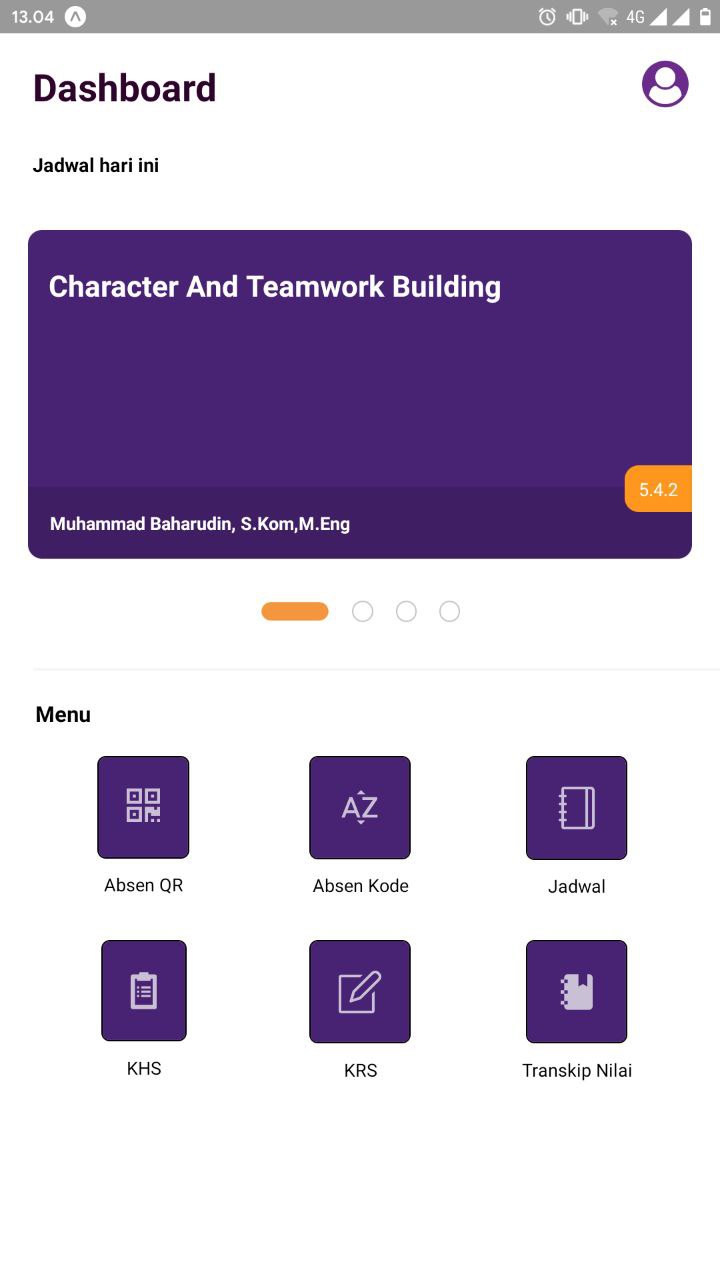 13.04 4G
Dashboard
Jadwal hari ini
Character And Teamwork Building
5.4.2
Muhammad Baharudin, S.Kom,M.Eng
Menu
AZ
Absen QR Absen Kode Jadwal
KHS KRS Transkip Nilai